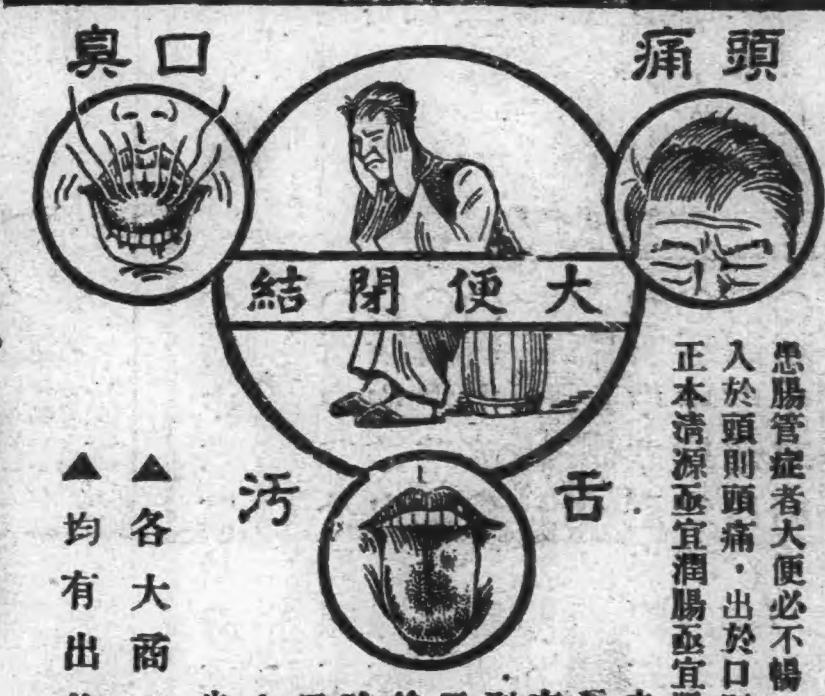 頭痛
口臭
大便閉結
舌汚
患腸管症者大便必不暢
入於頭則頭痛・出於口
正本清源亟宜潤腸亟宜
▲各大商
▲均有出